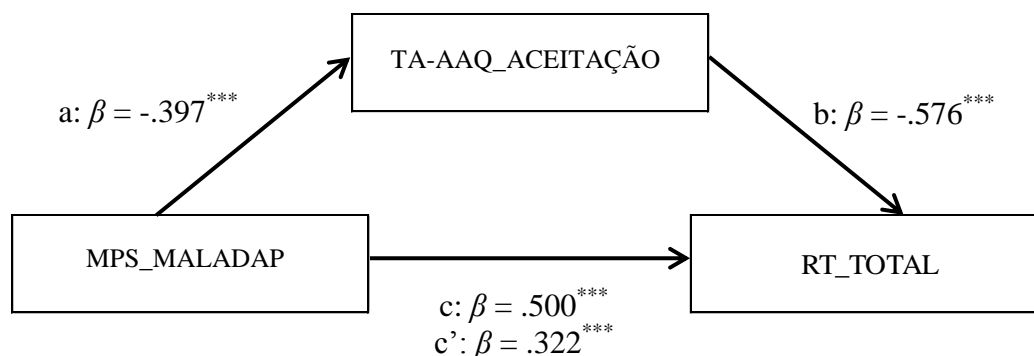 TA-AAQ_ACEITAÇÃO
a: β = -.397***
b: β = -.576***
MPS_MALADAP
RT_TOTAL
c: β = .500***
c’: β = .322***